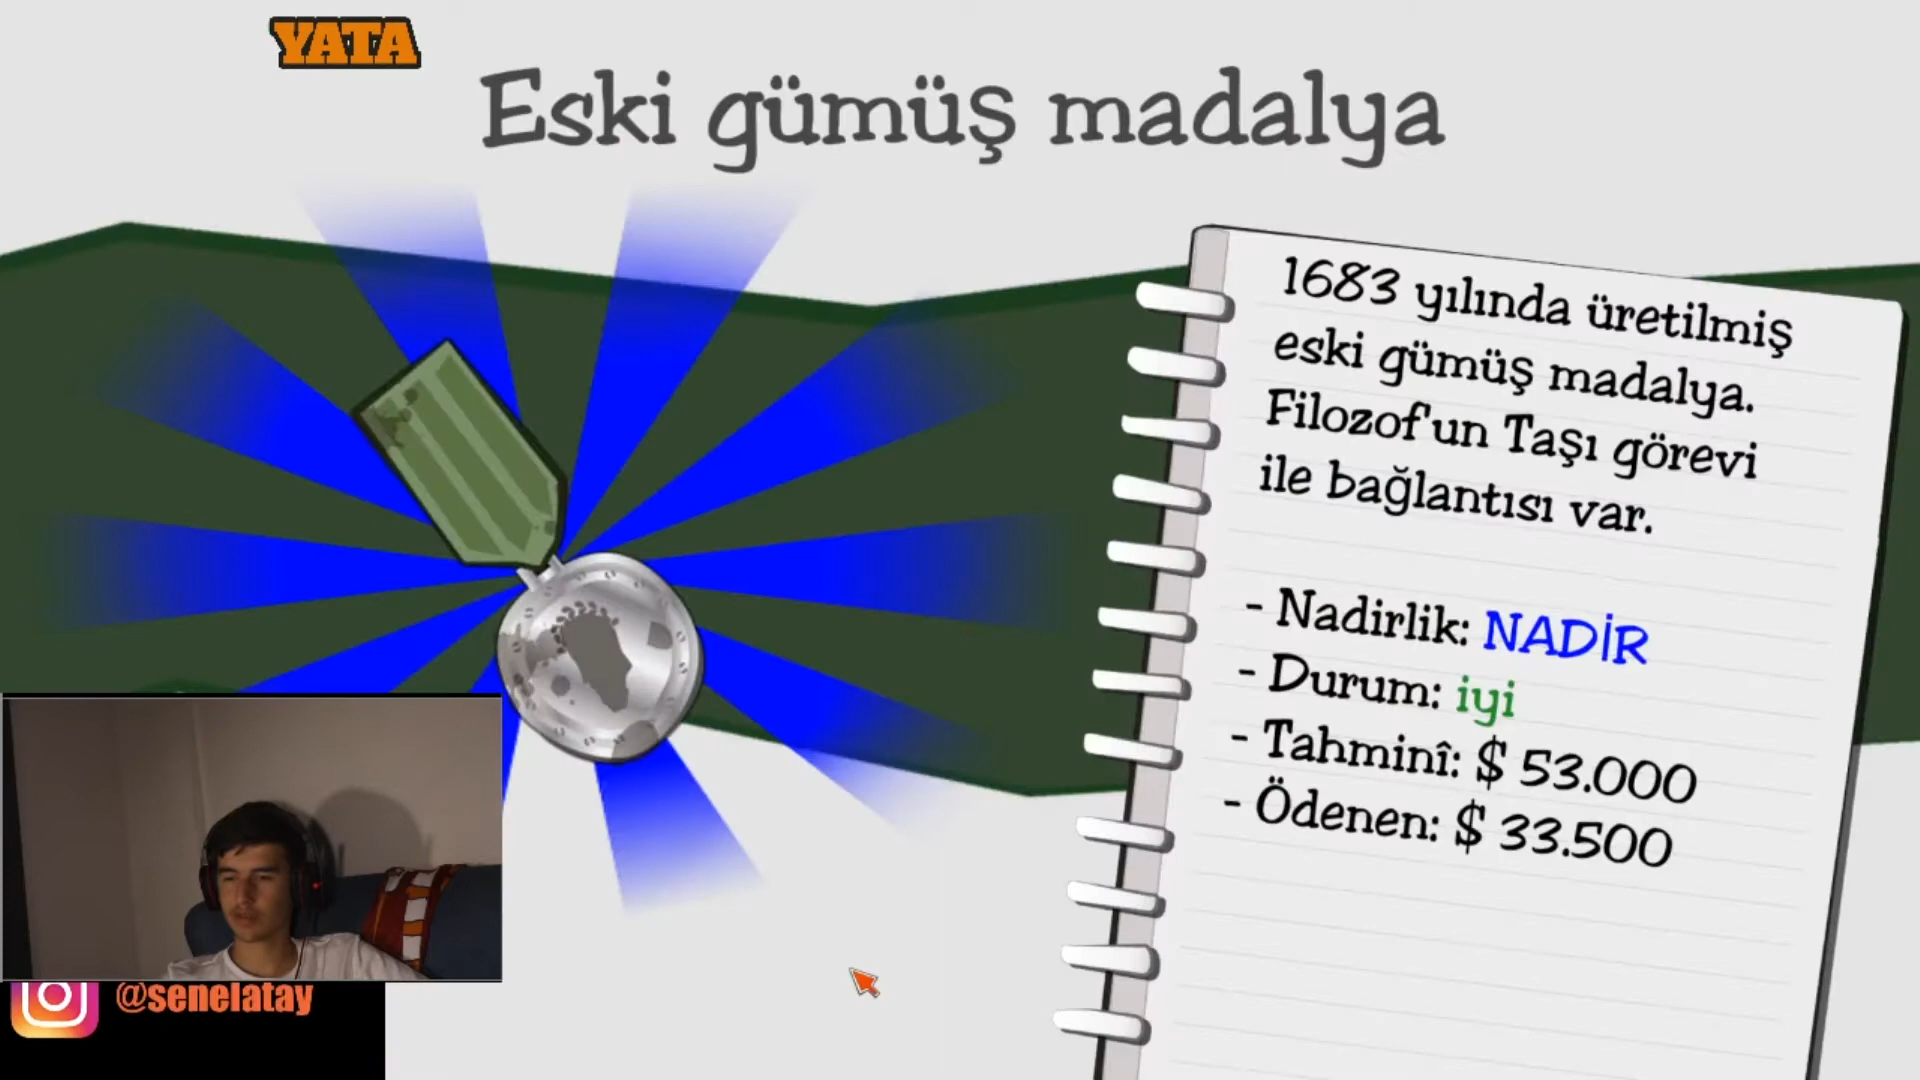 YATA
Eski gümüş madalya
1683 yılında üretilmiş
eski gümüş madalya.
Filozof'un Taşı görevi
ile bağlantısı var.
- Nadirlik: NADİR
- Durum: iyi
- Tahminî: $ 53.000
- Ödenen: $ 33.500
@senelatay